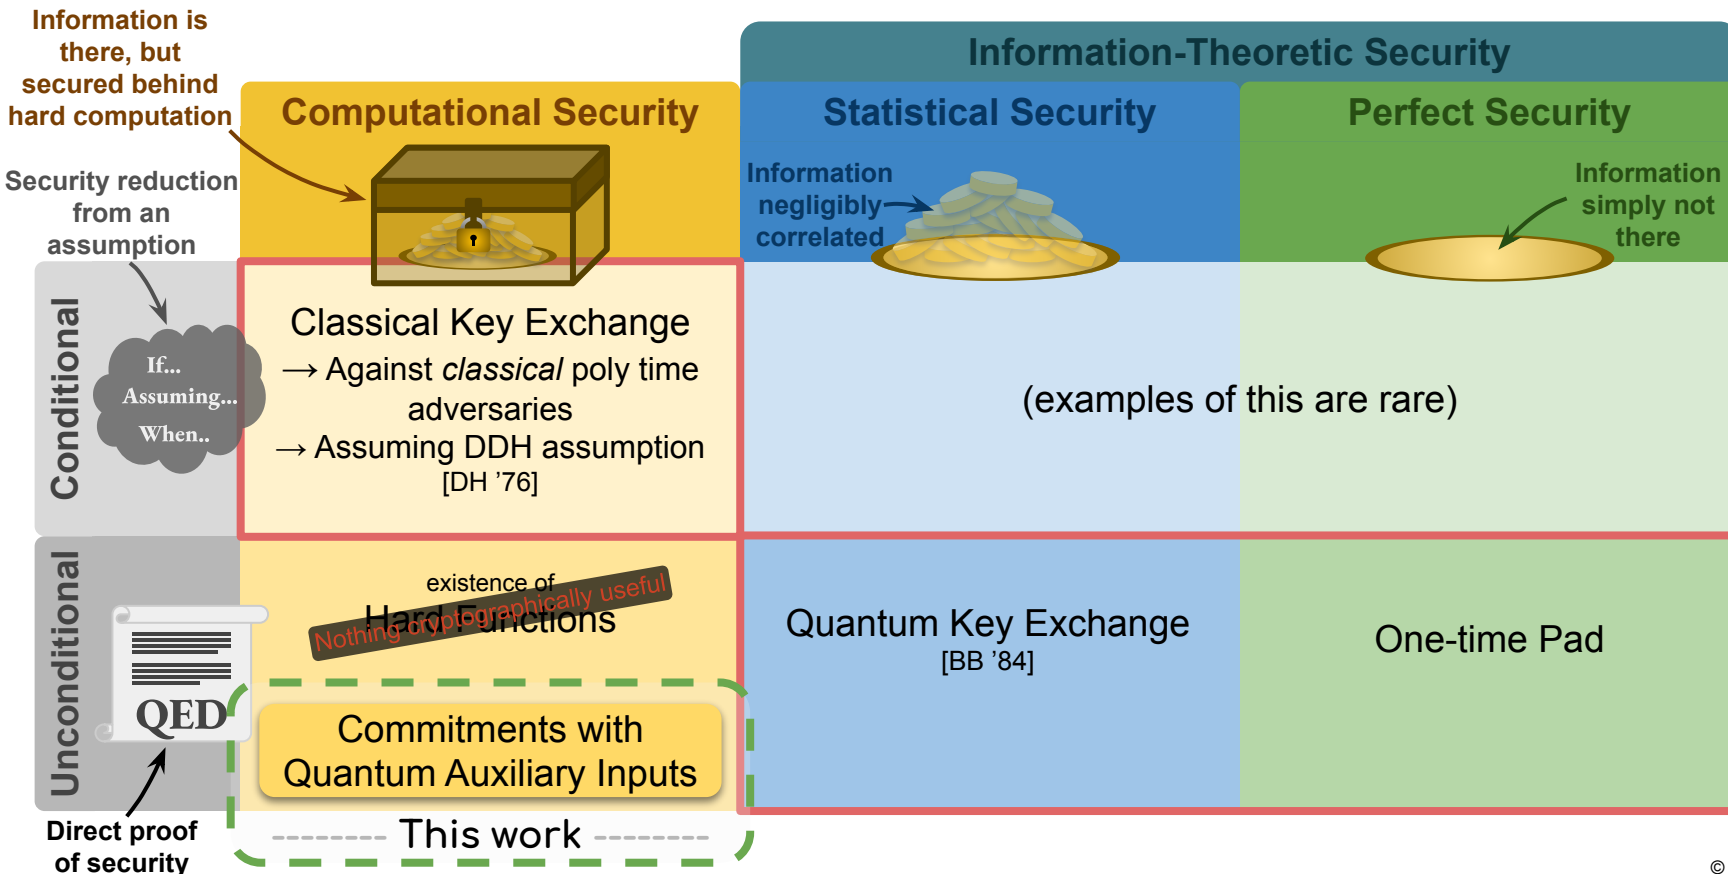 Information is
there, but
secured behind
hard computation
Information-Theoretic Security
Computational Security
Statistical Security
Perfect Security
Security reduction
from an
assumption
Information
negligibly
correlated
Information
simply not
there
Conditional
If...
Assuming...
When..
Classical Key Exchange
→ Against classical poly time
adversaries
→ Assuming DDH assumption
[DH ’76]
(examples of this are rare)
Unconditional
QED
existence of
Hard Functions
Nothing cryptographically useful
Quantum Key Exchange
[BB ’84]
One-time Pad
Commitments with
Quantum Auxiliary Inputs
This work
Direct proof
of security
©